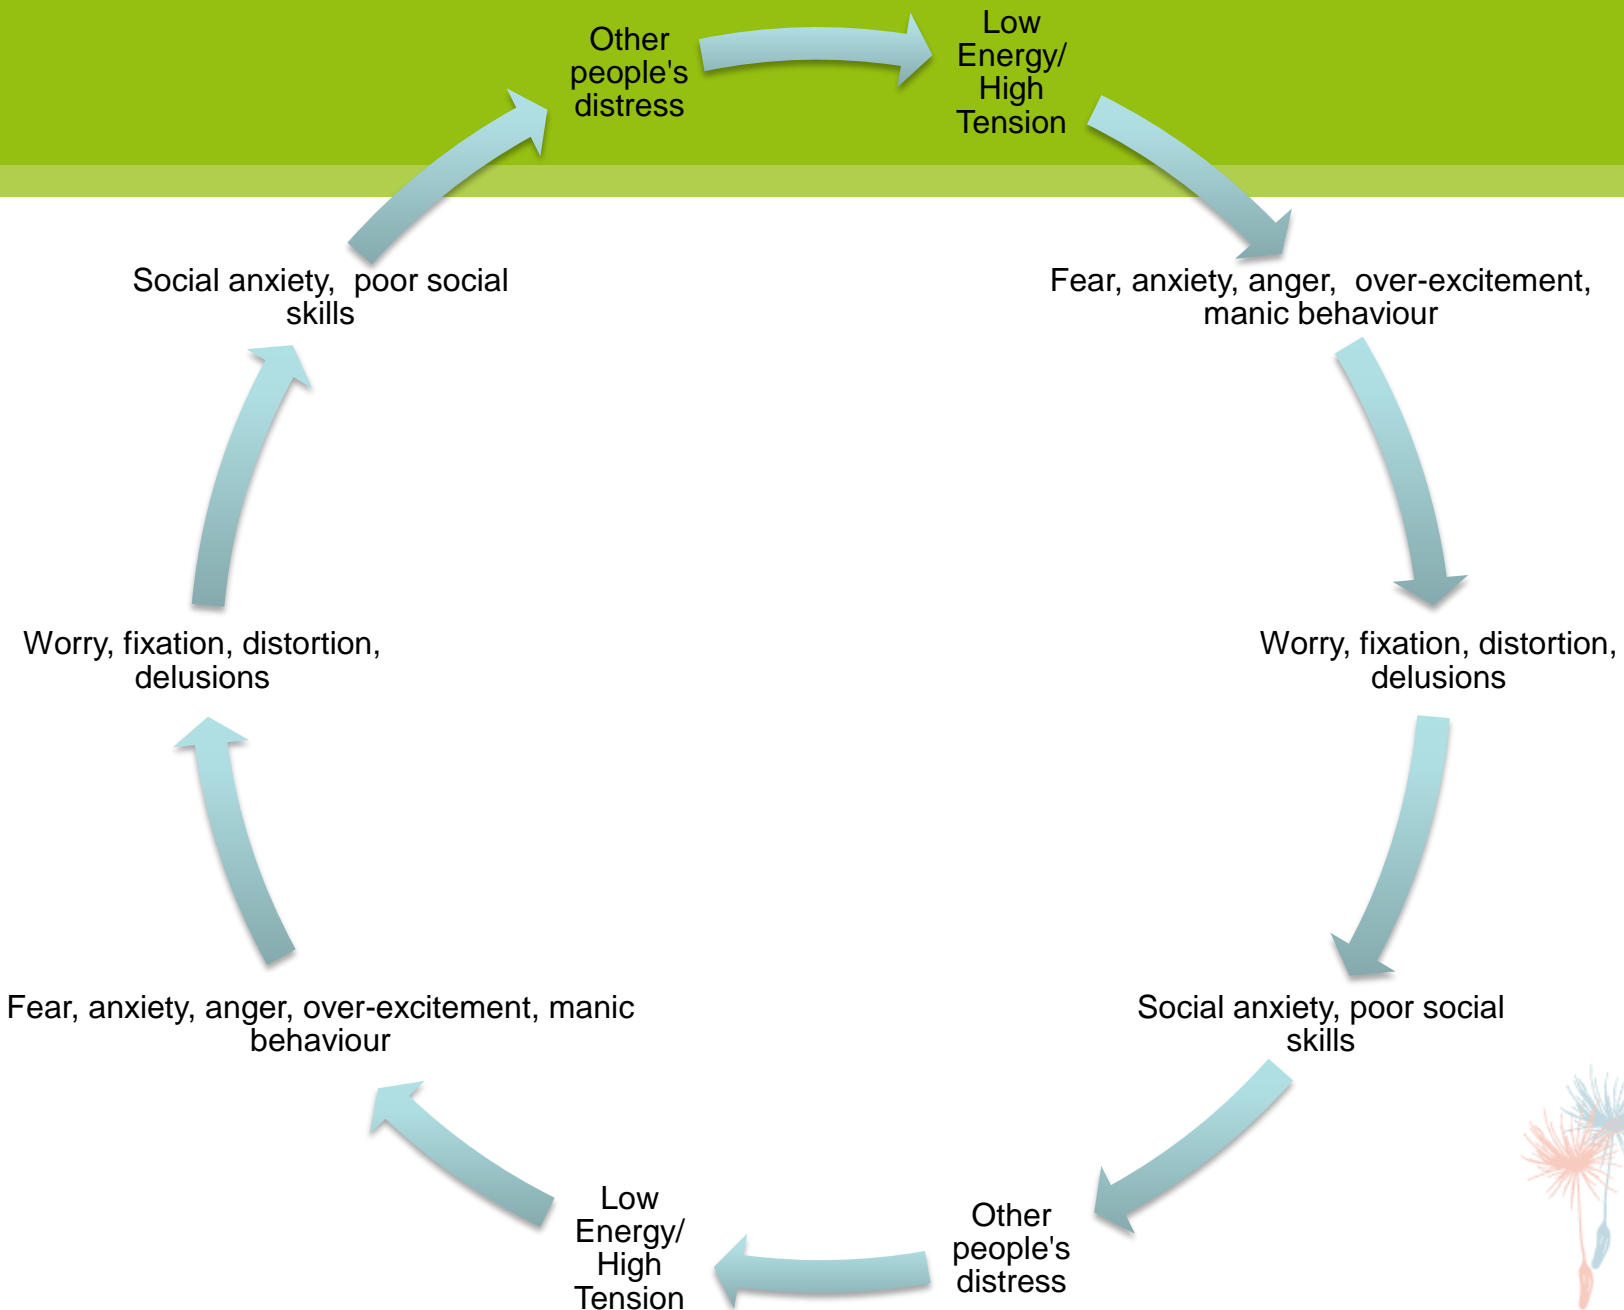 Other
people's
distress
Low
Energy/
High
Tension
Fear, anxiety, anger,  over-excitement,
manic behaviour
Worry, fixation, distortion,
delusions
Social anxiety, poor social
skills
Other
people's
distress
Low
Energy/
High
Tension
Fear, anxiety, anger, over-excitement, manic
behaviour
Worry, fixation, distortion,
delusions
Social anxiety,  poor social
skills